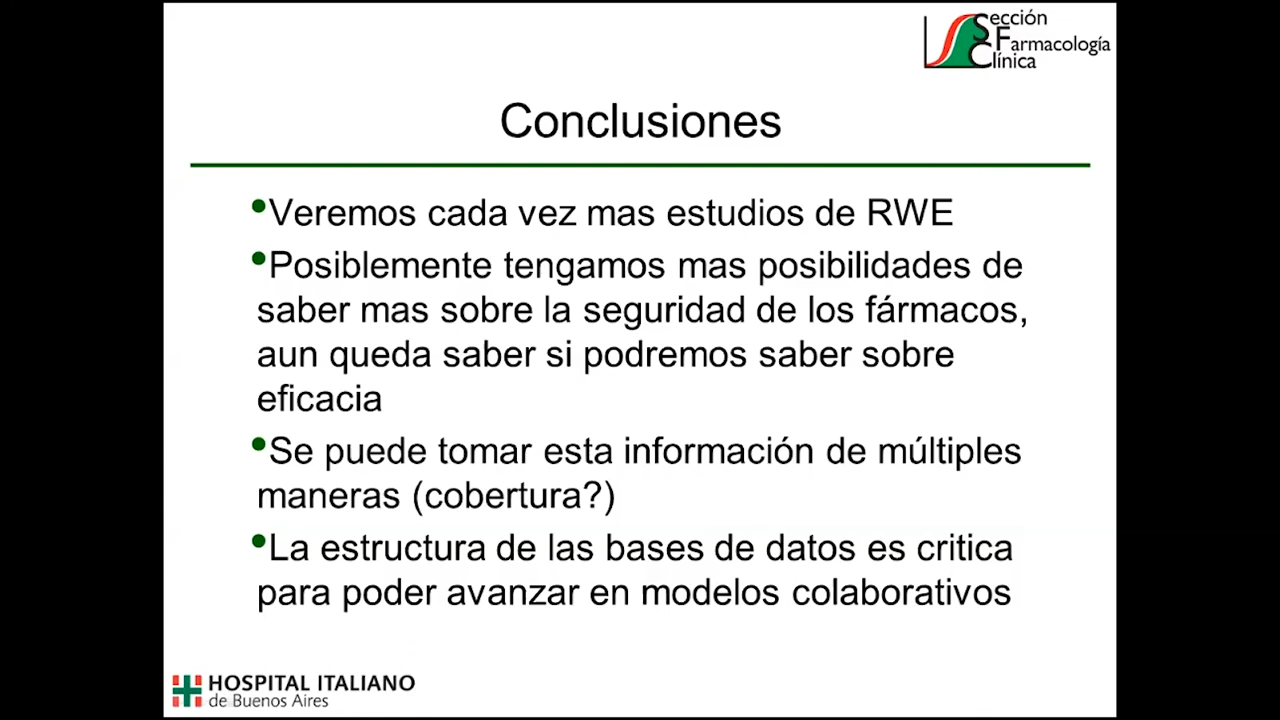 Sección
Farmacología
Clínica
Conclusiones
•Veremos cada vez mas estudios de RWE
•Posiblemente tengamos mas posibilidades de
saber mas sobre la seguridad de los fármacos,
aun queda saber si podremos saber sobre
eficacia
•Se puede tomar esta información de múltiples
maneras (cobertura?)
•La estructura de las bases de datos es critica
para poder avanzar en modelos colaborativos
HOSPITAL ITALIANO
de Buenos Aires